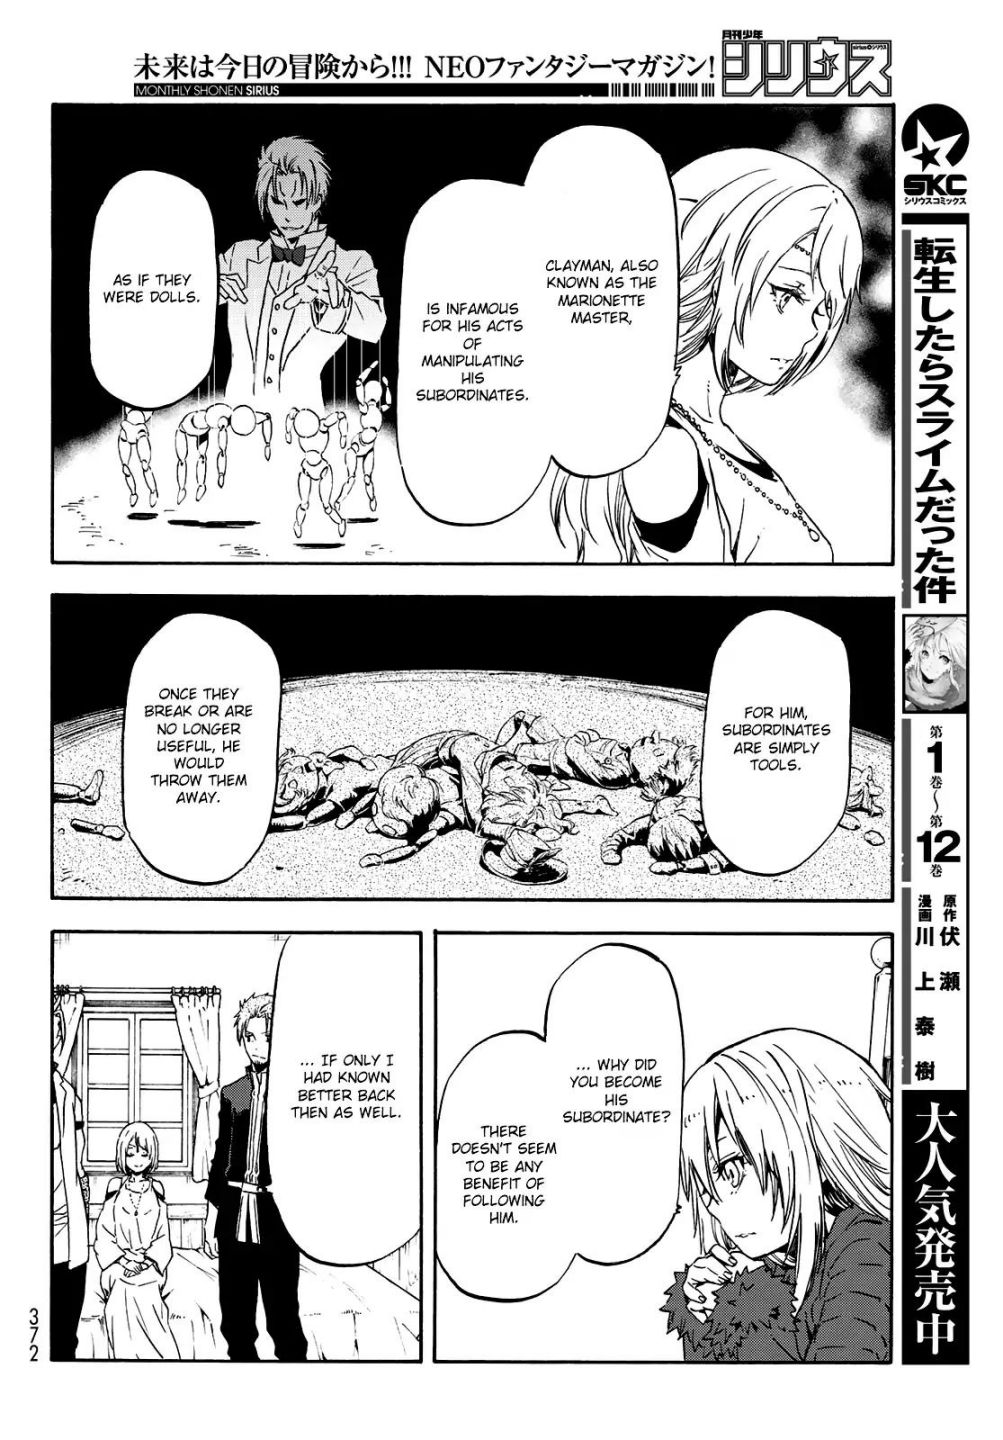 未来は今日の冒険から!!! NEOファンタジーマガジン!
MONTHLY SHONEN SIRIUS
月刊少年
シリウス
sirius●シリウス
SKC
シリウスコミックス
転生したらスライムだった件
第1巻〜第12巻
原作 伏瀬
漫画 川上泰樹
大人気発売中
CLAYMAN, ALSO
KNOWN AS THE
MARIONETTE
MASTER,
IS INFAMOUS
FOR HIS ACTS
OF
MANIPULATING
HIS
SUBORDINATES.
AS IF THEY
WERE DOLLS.
FOR HIM,
SUBORDINATES
ARE SIMPLY
TOOLS.
ONCE THEY
BREAK OR ARE
NO LONGER
USEFUL, HE
WOULD
THROW THEM
AWAY.
... WHY DID
YOU BECOME
HIS
SUBORDINATE?
THERE
DOESN'T SEEM
TO BE ANY
BENEFIT OF
FOLLOWING
HIM.
... IF ONLY I
HAD KNOWN
BETTER BACK
THEN AS WELL.
372